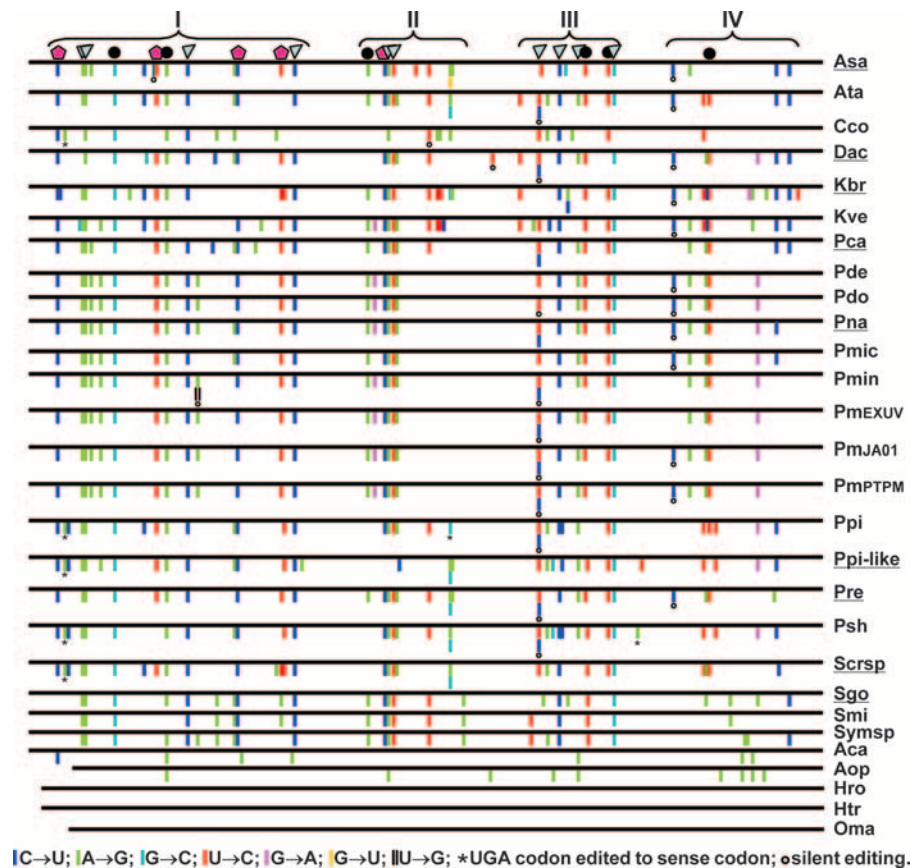 I II III IV
Asa
Ata
Cco
Dac
Kbr
Kve
Pca
Pde
Pdo
Pna
Pmic
Pmin
PmEXUV
PmJA01
PmPTPM
Ppi
Ppi-like
Pre
Psh
Scrsp
Sgo
Smi
Symsp
Aca
Aop
Hro
Htr
Oma
C→U; A→G; G→C; U→C; G→A; G→U; U→G; *UGA codon edited to sense codon; silent editing